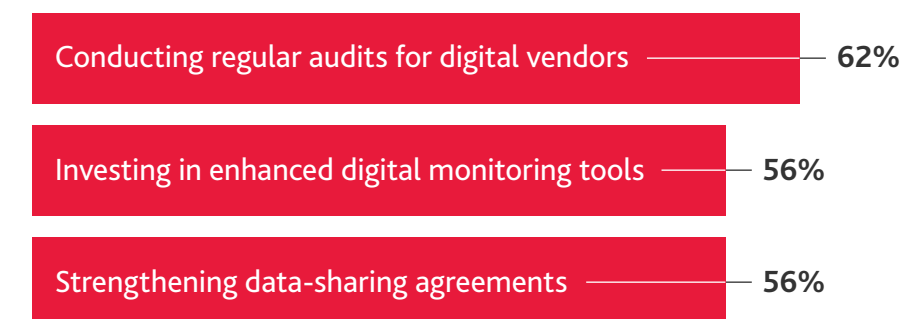 Conducting regular audits for digital vendors 62%
Investing in enhanced digital monitoring tools 56%
Strengthening data-sharing agreements 56%